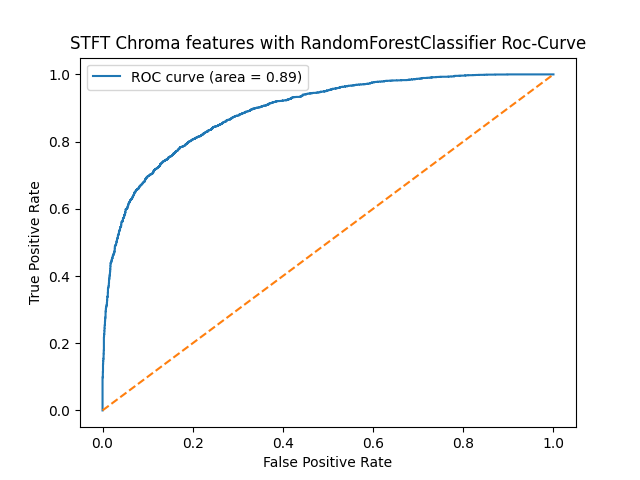 STFT Chroma features with RandomForestClassifier Roc-Curve
ROC curve (area = 0.89)
True Positive Rate
1.0
0.8
0.6
0.4
0.2
0.0
0.0 0.2 0.4 0.6 0.8 1.0
False Positive Rate